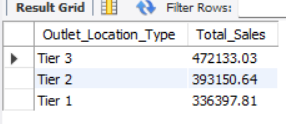 Result Grid Filter Rows:
Outlet_Location_Type Total_Sales
Tier 3 472133.03
Tier 2 393150.64
Tier 1 336397.81